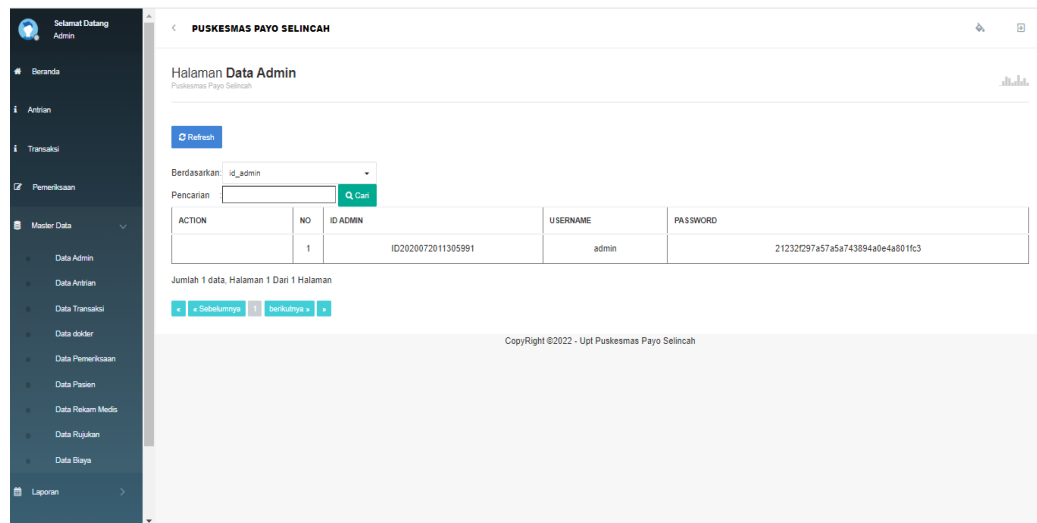 Selamat Datang
Admin
PUSKESMAS PAYO SELINCAH
Beranda
Antrian
Transaksi
Pemeriksaan
Master Data
Data Admin
Data Antrian
Data Transaksi
Data dokter
Data Pemeriksaan
Data Pasien
Data Rekam Medis
Data Rujukan
Data Biaya
Laporan
Halaman Data Admin
Puskesmas Payo Selincah
Refresh
Berdasarkan: id_admin
Pencarian : Cari
ACTION NO ID ADMIN USERNAME PASSWORD
1 ID2020072011305991 admin 21232f297a57a5a743894a0e4a801fc3
Jumlah 1 data, Halaman 1 Dari 1 Halaman
« « Sebelumnya 1 berikutnya » »
CopyRight ©2022 - Upt Puskesmas Payo Selincah